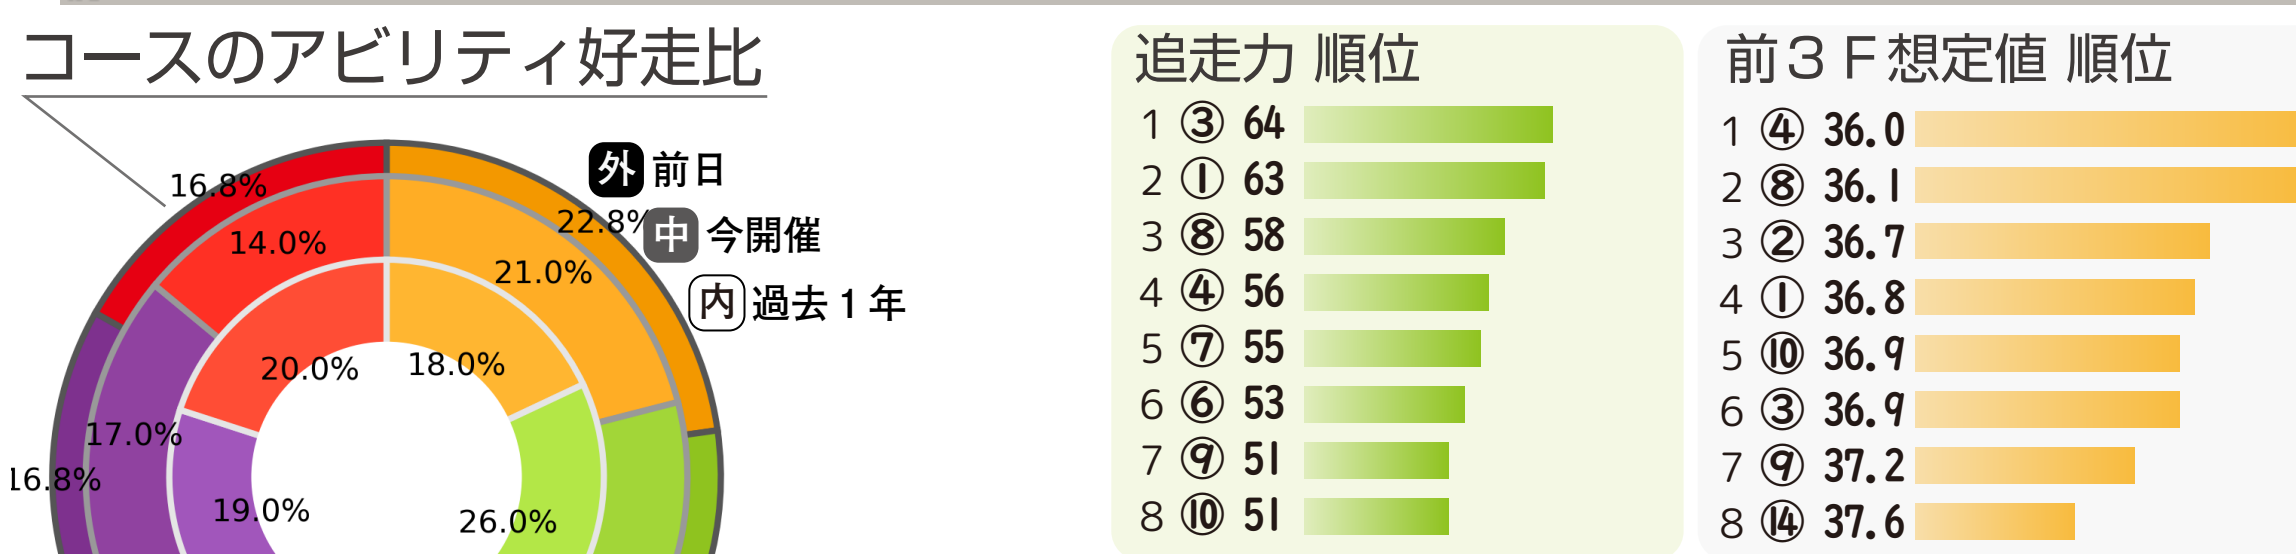 コースのアビリティ好走比
外 前日
中 今開催
内 過去1年
16.8%
22.8%
14.0%
21.0%
20.0%
18.0%
17.0%
16.8%
19.0%
26.0%
追走力 順位
1 ③ 64
2 ① 63
3 ⑧ 58
4 ④ 56
5 ⑦ 55
6 ⑥ 53
7 ⑨ 51
8 ⑩ 51
前3F想定値 順位
1 ④ 36.0
2 ⑧ 36.1
3 ② 36.7
4 ① 36.8
5 ⑩ 36.9
6 ③ 36.9
7 ⑨ 37.2
8 ⑭ 37.6